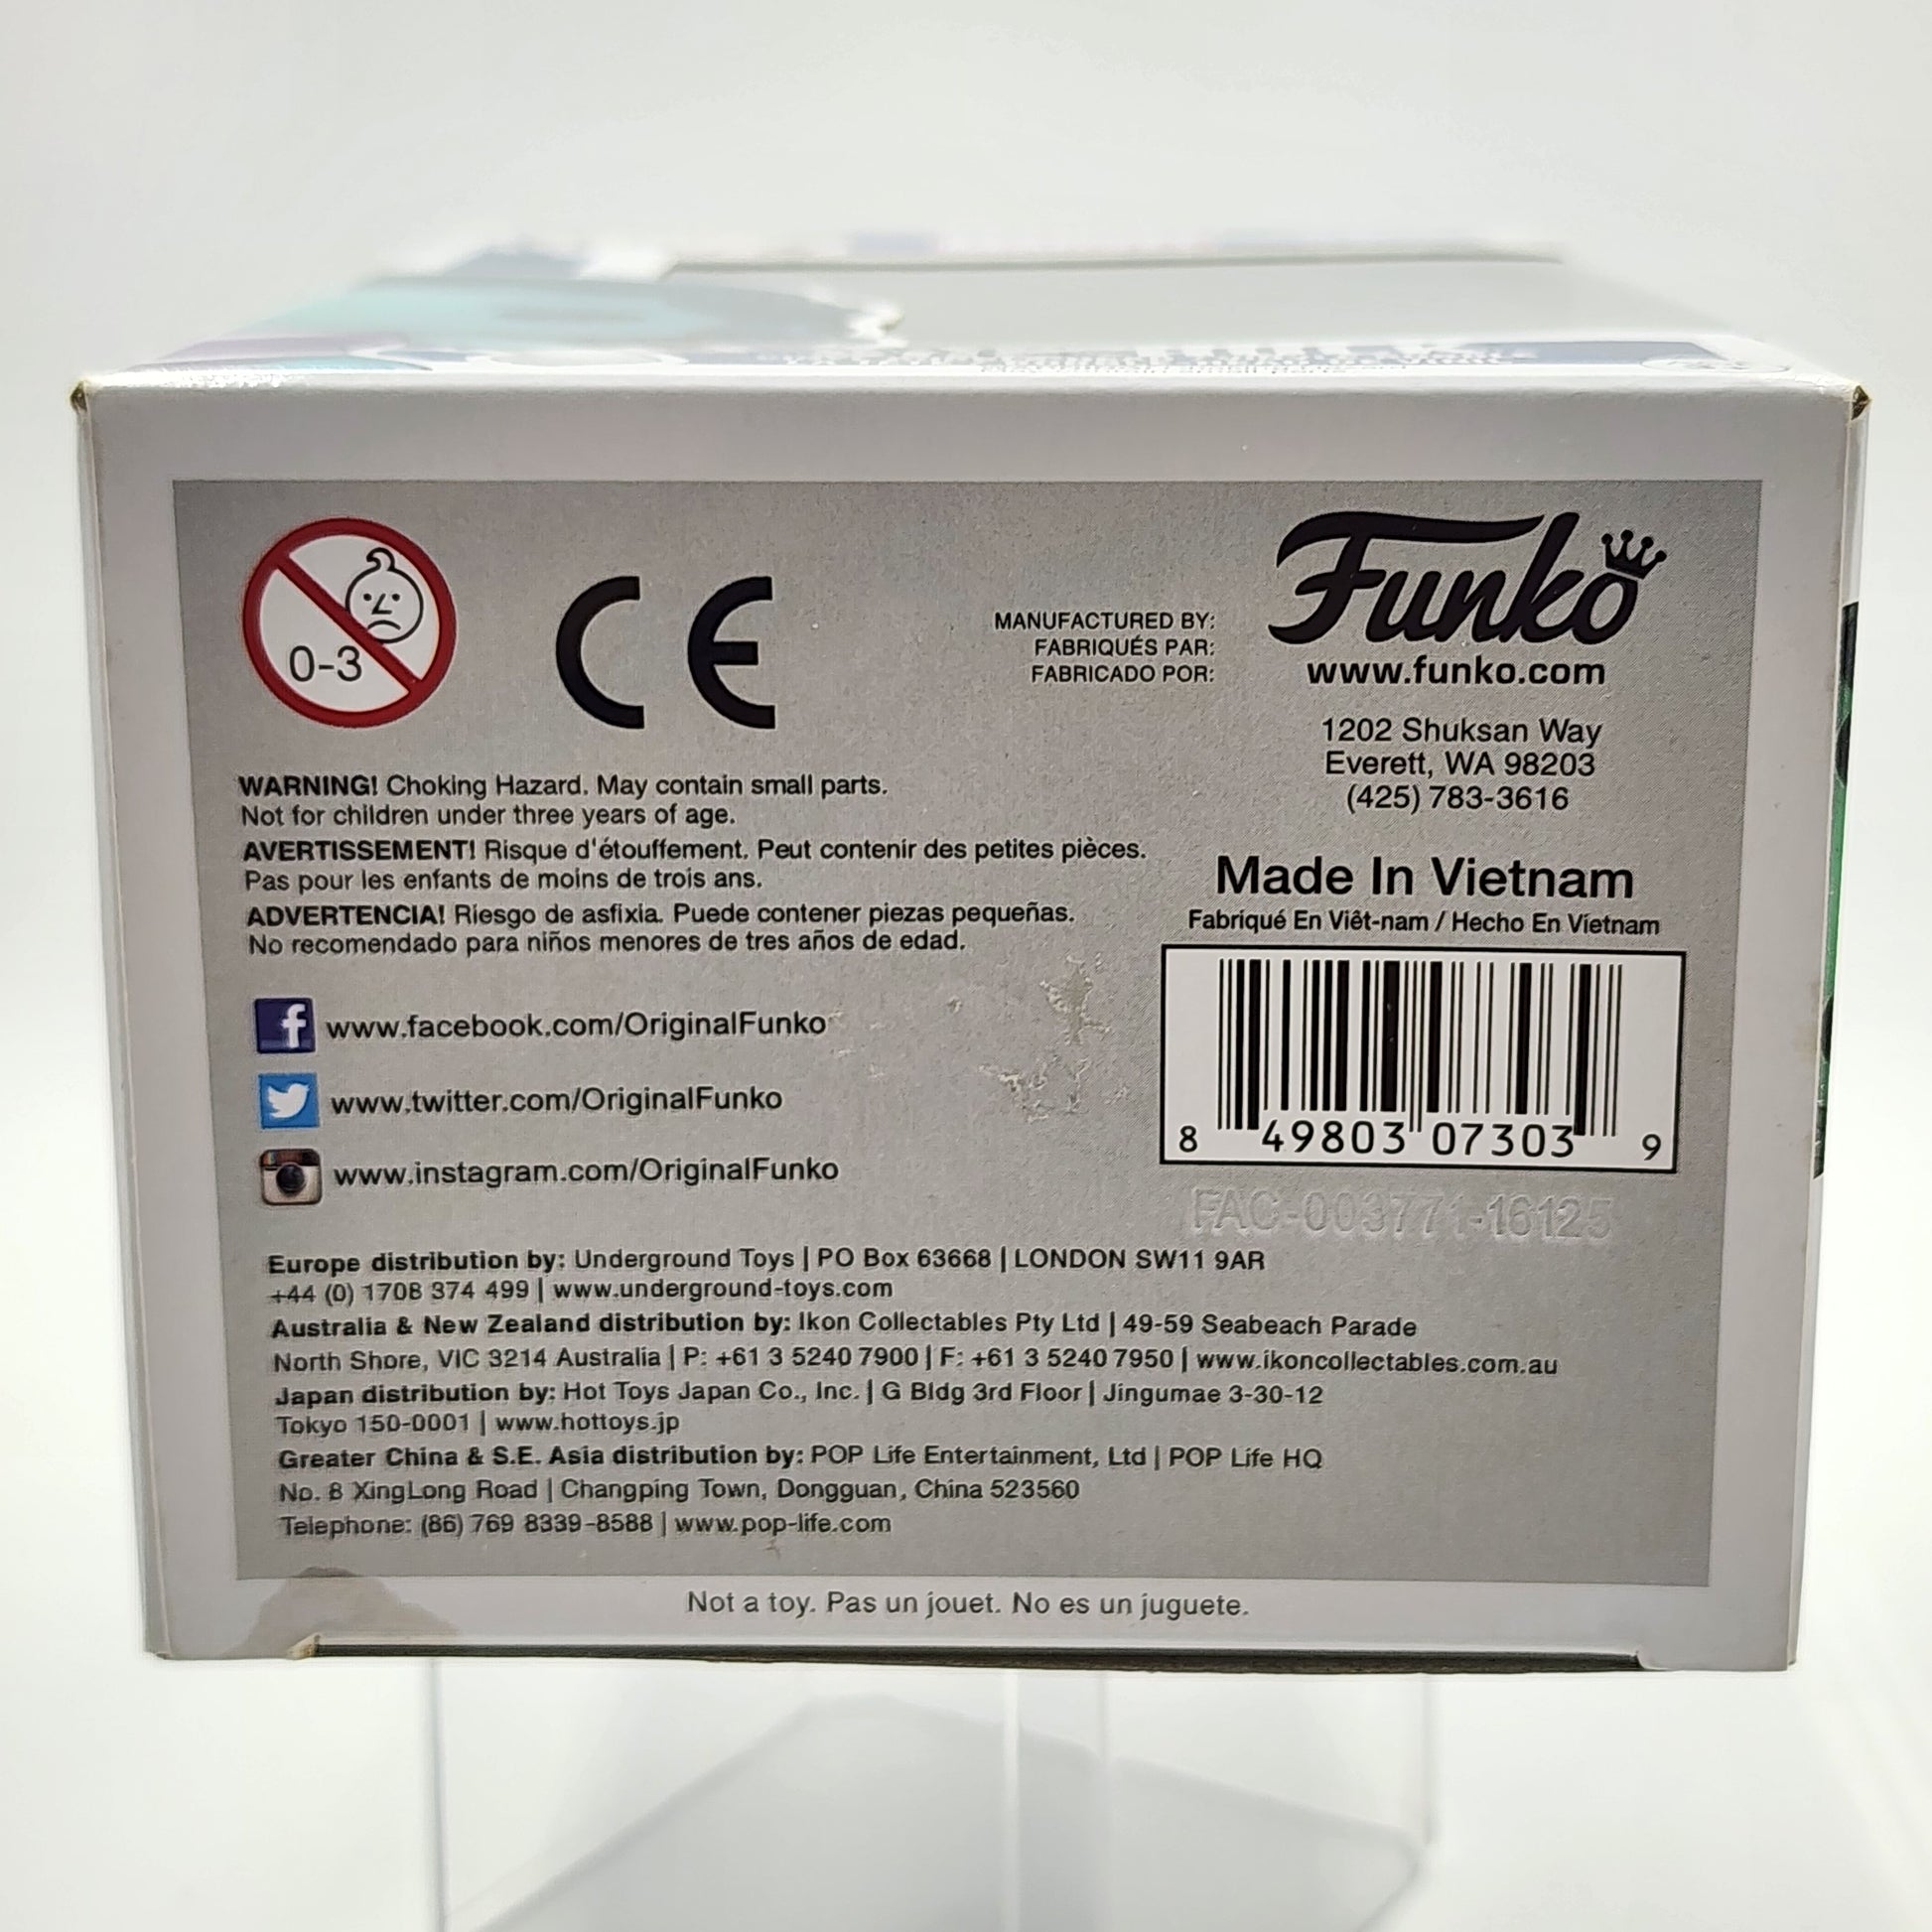 0-3
CE
MANUFACTURED BY:
FABRIQUÉS PAR:
FABRICADO POR:
Funko
www.funko.com
1202 Shuksan Way
Everett, WA 98203
(425) 783-3616
WARNING! Choking Hazard. May contain small parts.
Not for children under three years of age.
AVERTISSEMENT! Risque d'étouffement. Peut contenir des petites pièces.
Pas pour les enfants de moins de trois ans.
ADVERTENCIA! Riesgo de asfixia. Puede contener piezas pequeñas.
No recomendado para niños menores de tres años de edad.
Made In Vietnam
Fabriqué En Viêt-nam / Hecho En Vietnam
f www.facebook.com/OriginalFunko
www.twitter.com/OriginalFunko
www.instagram.com/OriginalFunko
8 49803 07303 9
FAC-003771-16125
Europe distribution by: Underground Toys | PO Box 63668 | LONDON SW11 9AR
+44 (0) 1708 374 499 | www.underground-toys.com
Australia & New Zealand distribution by: Ikon Collectables Pty Ltd | 49-59 Seabeach Parade
North Shore, VIC 3214 Australia | P: +61 3 5240 7900 | F: +61 3 5240 7950 | www.ikoncollectables.com.au
Japan distribution by: Hot Toys Japan Co., Inc. | G Bldg 3rd Floor | Jingumae 3-30-12
Tokyo 150-0001 | www.hottoys.jp
Greater China & S.E. Asia distribution by: POP Life Entertainment, Ltd | POP Life HQ
No. 8 XingLong Road | Changping Town, Dongguan, China 523560
Telephone: (86) 769 8339-8588 | www.pop-life.com
Not a toy. Pas un jouet. No es un juguete.